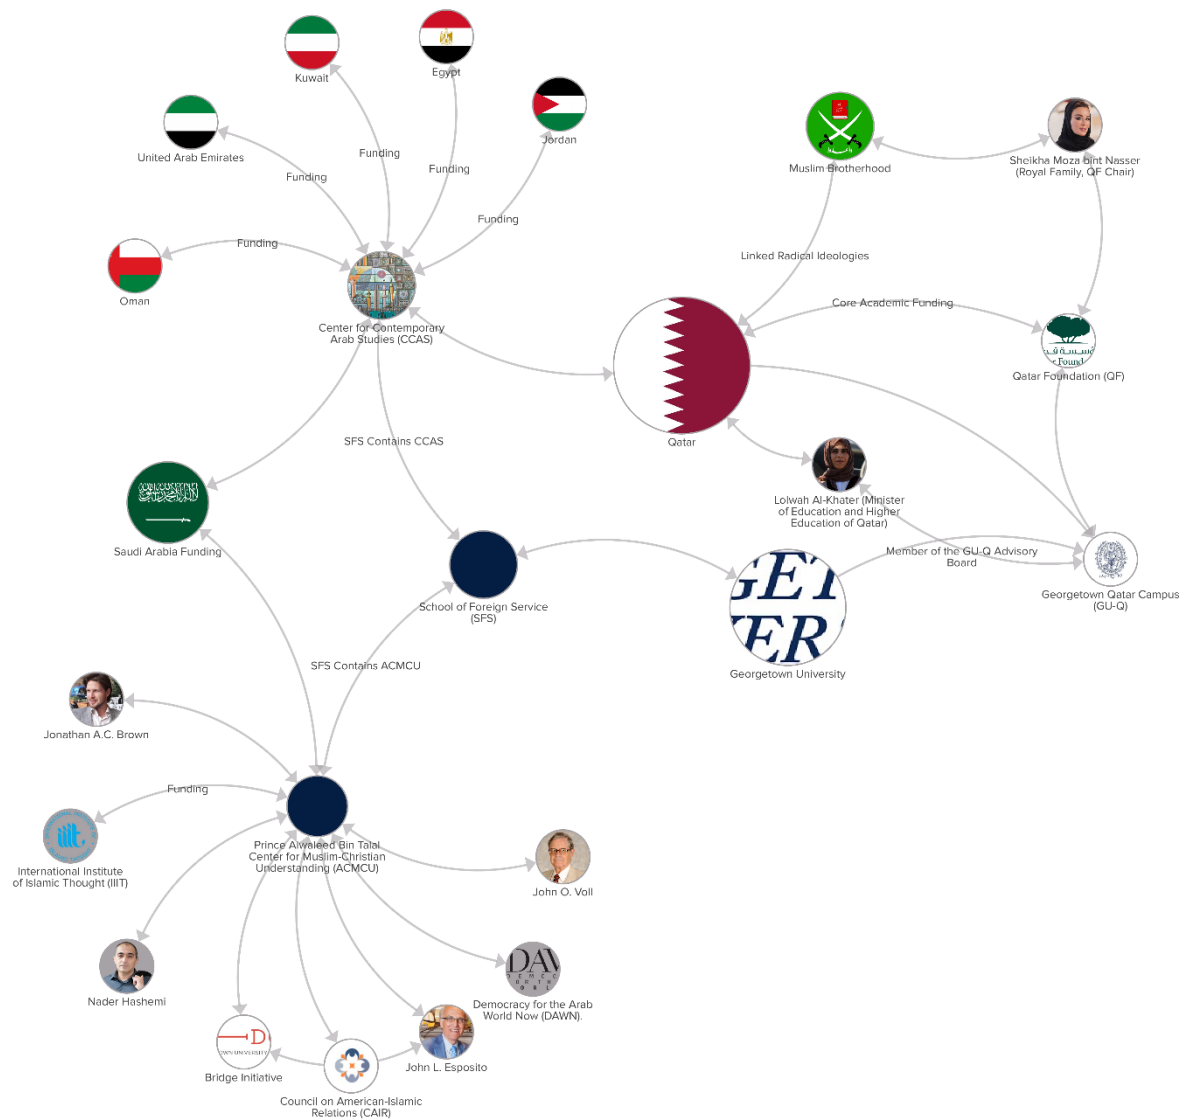 Kuwait
Egypt
Jordan
United Arab Emirates
Funding
Funding
Funding
Funding
Funding
Oman
Center for Contemporary
Arab Studies (CCAS)
Muslim Brotherhood
Sheikha Moza bint Nasser
(Royal Family, QF Chair)
Linked Radical Ideologies
Core Academic Funding
Qatar Foundation (QF)
Qatar
SFS Contains CCAS
Lolwah Al-Khater (Minister
of Education and Higher
Education of Qatar)
Saudi Arabia Funding
Member of the GU-Q Advisory
Board
Georgetown Qatar Campus
(GU-Q)
School of Foreign Service
(SFS)
GET
ER
Georgetown University
SFS Contains ACMCU
Jonathan A.C. Brown
Funding
iiit
International Institute
of Islamic Thought (IIIT)
Prince Alwaleed Bin Talal
Center for Muslim-Christian
Understanding (ACMCU)
John O. Voll
Nader Hashemi
DAW
Democracy for the Arab
World Now (DAWN).
D
OWN UNIVERSITY
Bridge Initiative
John L. Esposito
Council on American-Islamic
Relations (CAIR)